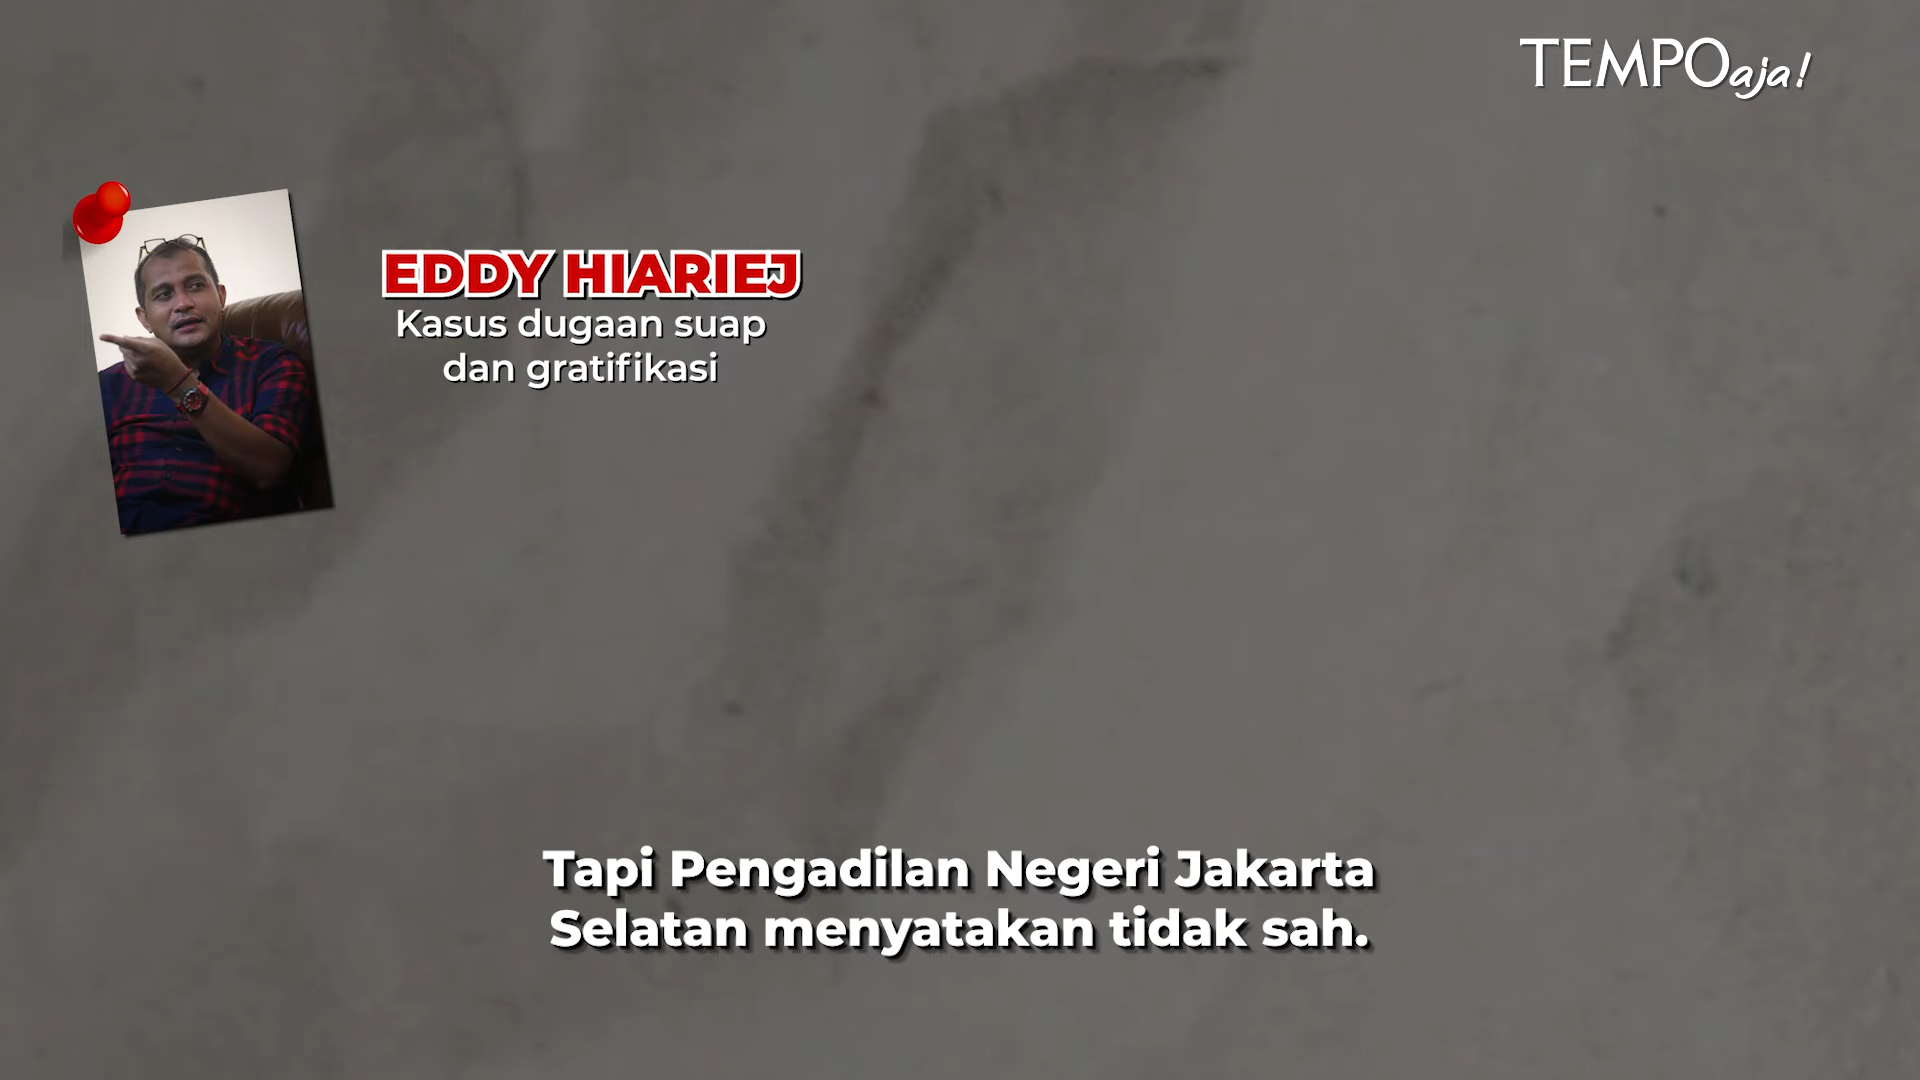 TEMPOaja!
EDDY HIARIEJ
Kasus dugaan suap
dan gratifikasi
Tapi Pengadilan Negeri Jakarta
Selatan menyatakan tidak sah.